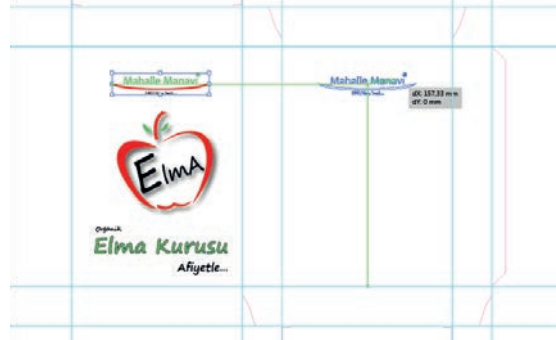 Mahalle Manavı
Mahalle Manavı
dX: 157,33 mm
dY: 0 mm
Elma
Organik
Elma Kurusu
Afiyetle...